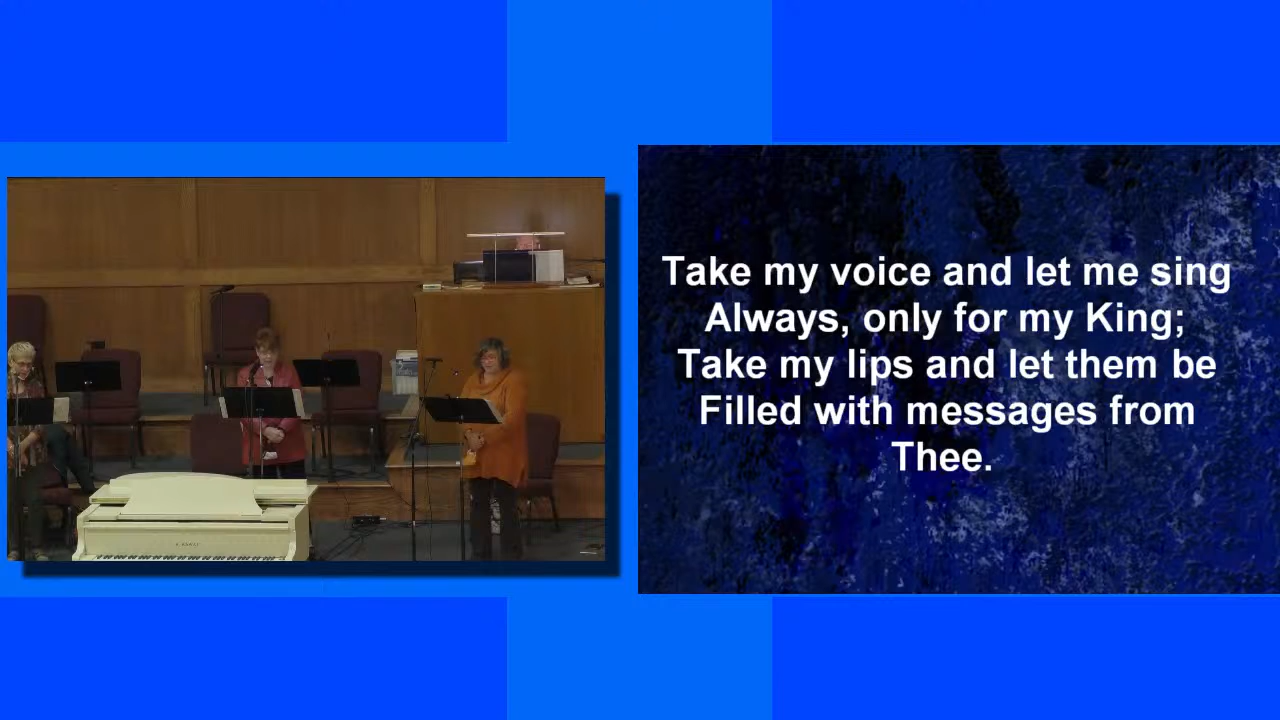 Take my voice and let me sing
Always, only for my King;
Take my lips and let them be
Filled with messages from
Thee.